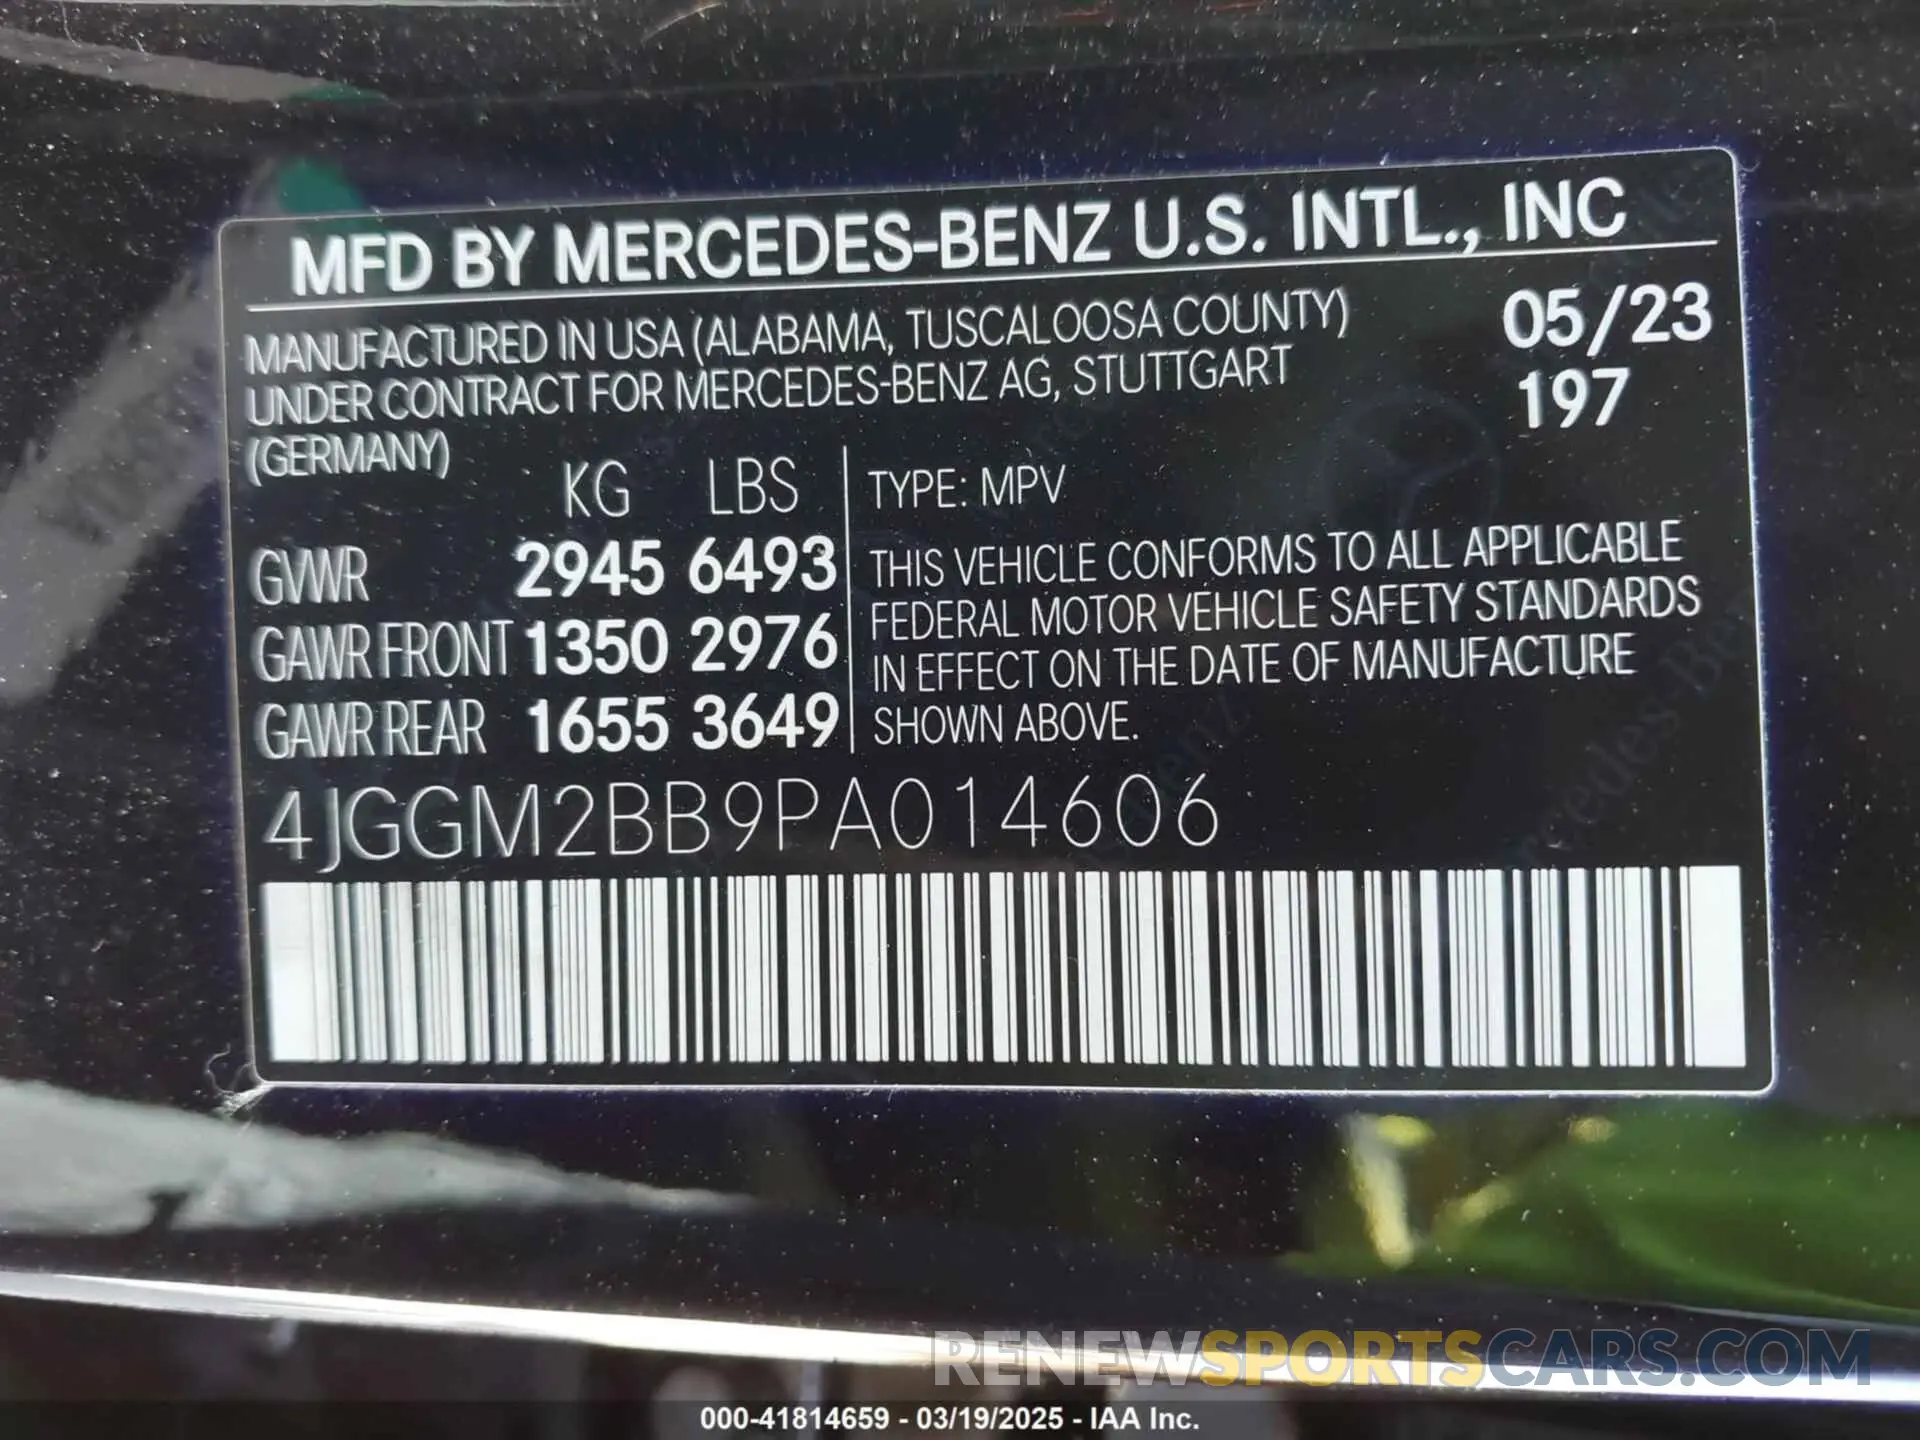 MFD BY MERCEDES-BENZ U.S. INTL., INC
MANUFACTURED IN USA (ALABAMA, TUSCALOOSA COUNTY)
UNDER CONTRACT FOR MERCEDES-BENZ AG, STUTTGART
(GERMANY)
05/23
197
KG LBS
GVWR 2945 6493
GAWR FRONT 1350 2976
GAWR REAR 1655 3649
TYPE: MPV
THIS VEHICLE CONFORMS TO ALL APPLICABLE
FEDERAL MOTOR VEHICLE SAFETY STANDARDS
IN EFFECT ON THE DATE OF MANUFACTURE
SHOWN ABOVE.
4JGGM2BB9PA014606
RENEWSPORTSCARS.COM
000-41814659 - 03/19/2025 - IAA Inc.